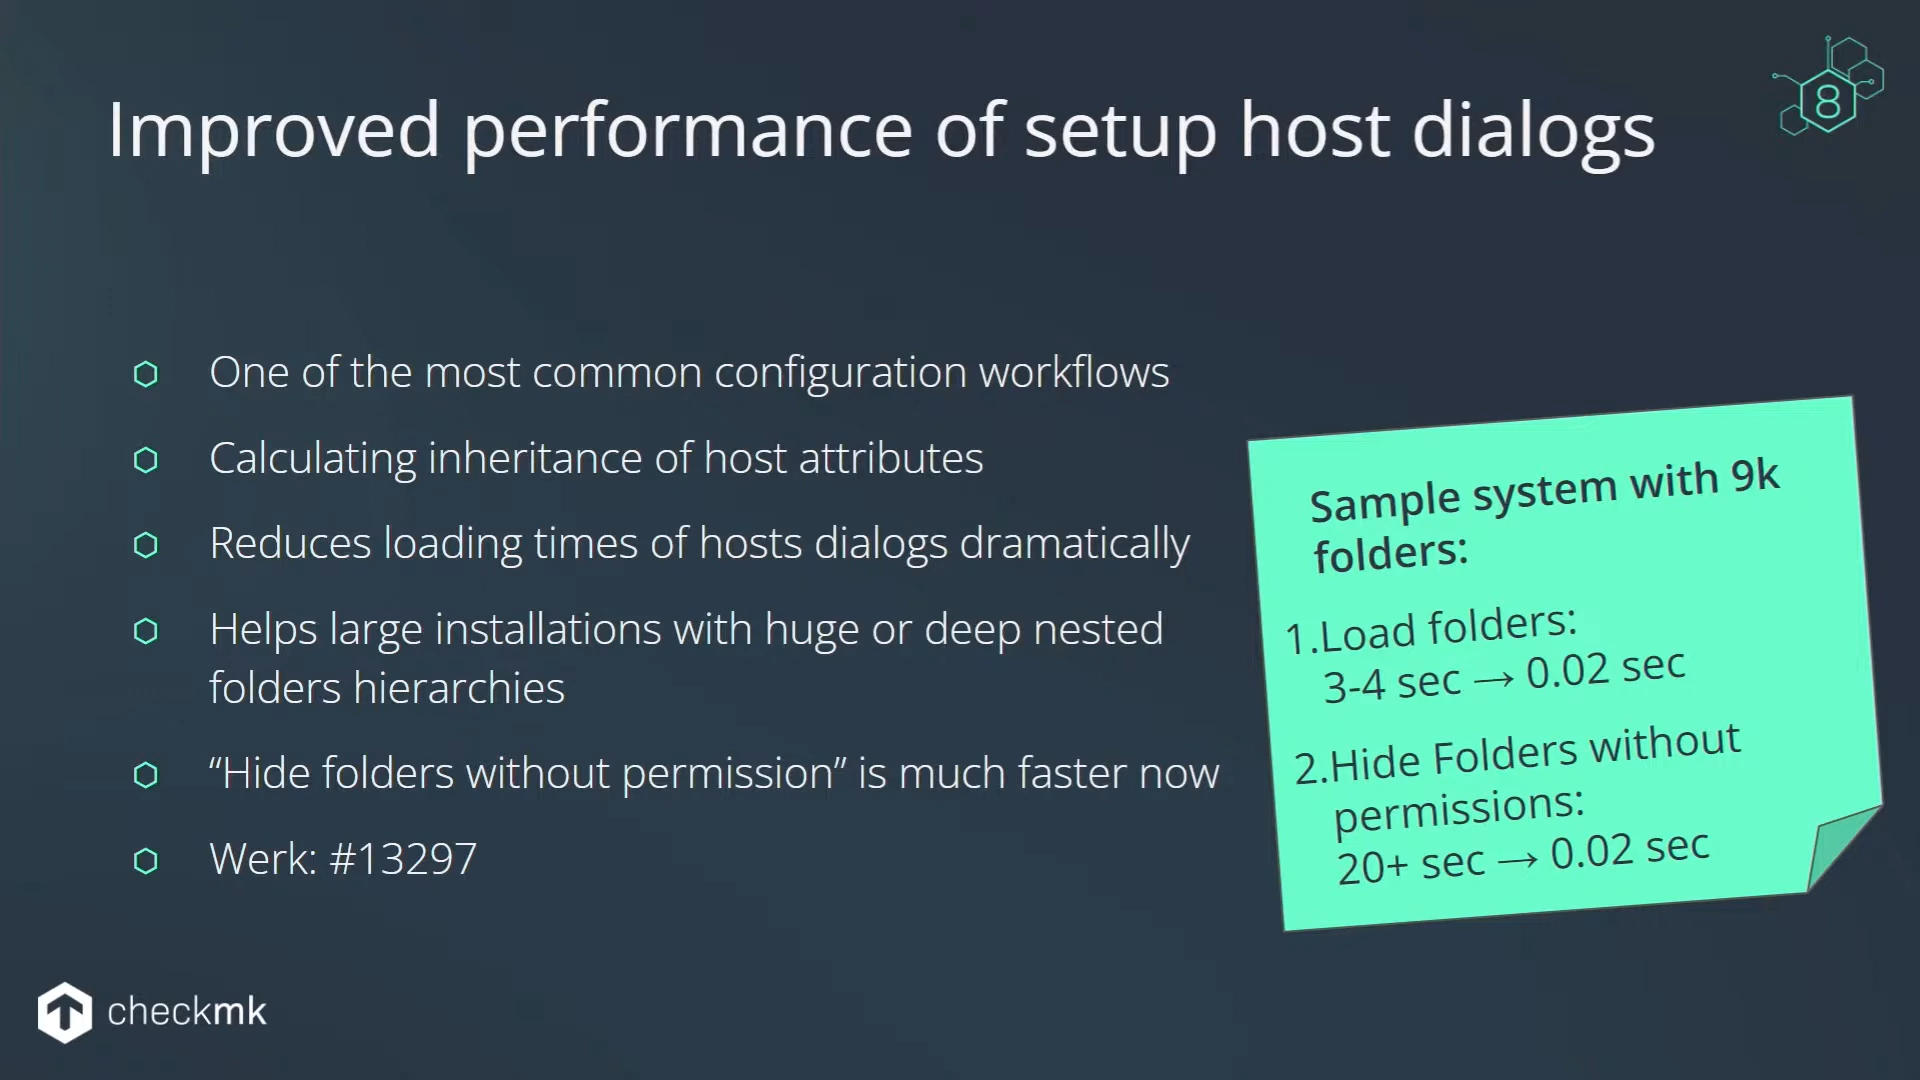 8
Improved performance of setup host dialogs
One of the most common configuration workflows
Calculating inheritance of host attributes
Reduces loading times of hosts dialogs dramatically
Helps large installations with huge or deep nested
folders hierarchies
“Hide folders without permission” is much faster now
Werk: #13297
Sample system with 9k
folders:
1.Load folders:
3-4 sec → 0.02 sec
2.Hide Folders without
permissions:
20+ sec → 0.02 sec
checkmk